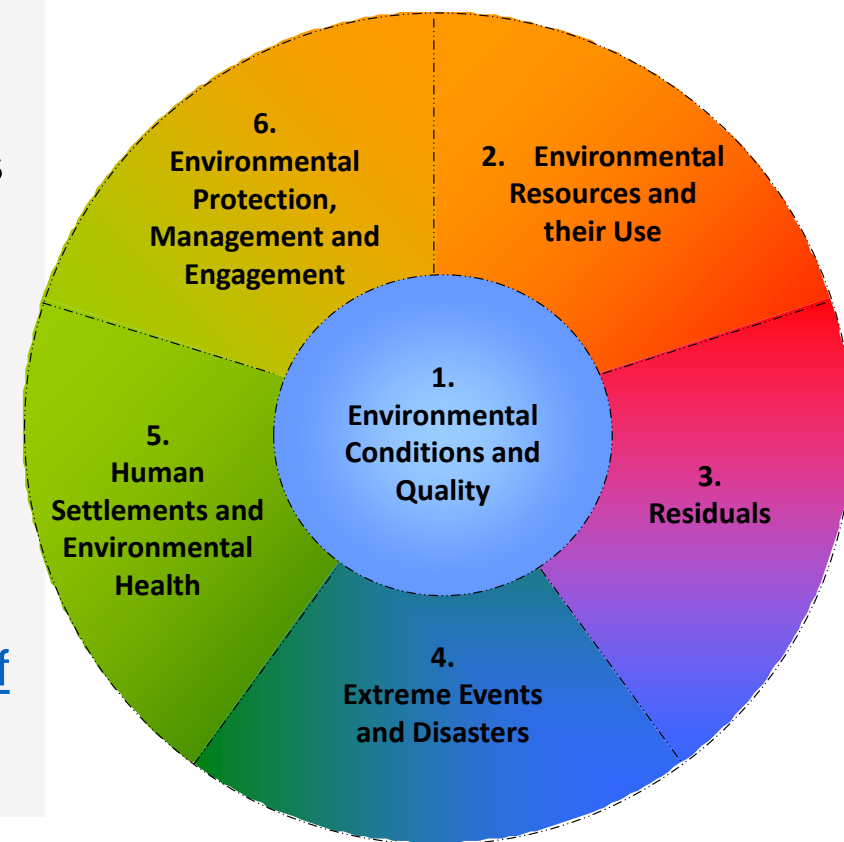 s
f
6.
Environmental
Protection,
Management and
Engagement
2. Environmental
Resources and
their Use
1.
Environmental
Conditions and
Quality
3.
Residuals
5.
Human
Settlements and
Environmental
Health
4.
Extreme Events
and Disasters